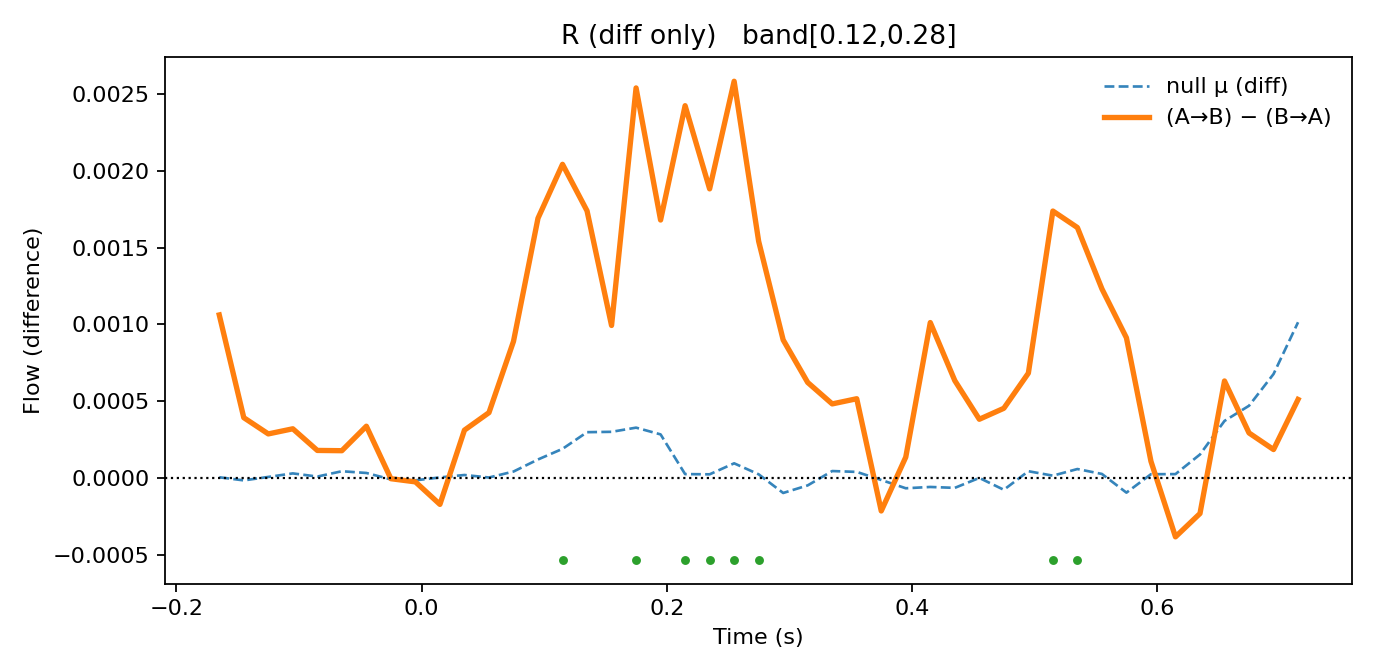 R (diff only)   band[0.12,0.28]
null μ (diff)
(A→B) − (B→A)
Flow (difference)
0.0025
0.0020
0.0015
0.0010
0.0005
0.0000
−0.0005
−0.2 0.0 0.2 0.4 0.6
Time (s)